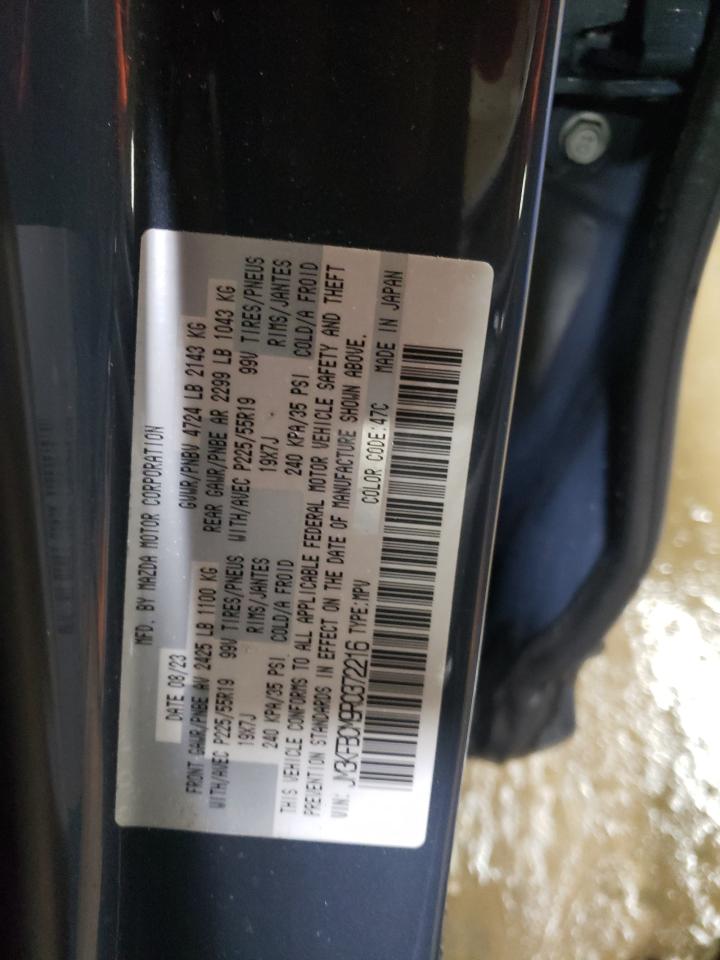 MFD. BY MAZDA MOTOR CORPORATION
DATE 08/23 GVWR/PNBV 4724 LB 2143 KG
FRONT GAWR/PNBE AV 2425 LB 1100 KG REAR GAWR/PNBE AR 2299 LB 1043 KG
WITH/AVEC P225/55R19 99V TIRES/PNEUS WITH/AVEC P225/55R19 99V TIRES/PNEUS
19X7J RIMS/JANTES 19X7J RIMS/JANTES
240 KPA/35 PSI COLD/A FROID 240 KPA/35 PSI COLD/A FROID
THIS VEHICLE CONFORMS TO ALL APPLICABLE FEDERAL MOTOR VEHICLE SAFETY AND THEFT
PREVENTION STANDARDS IN EFFECT ON THE DATE OF MANUFACTURE SHOWN ABOVE.
VIN: JM3KFBCM9R0372216 TYPE:MPV COLOR CODE:47C MADE IN JAPAN